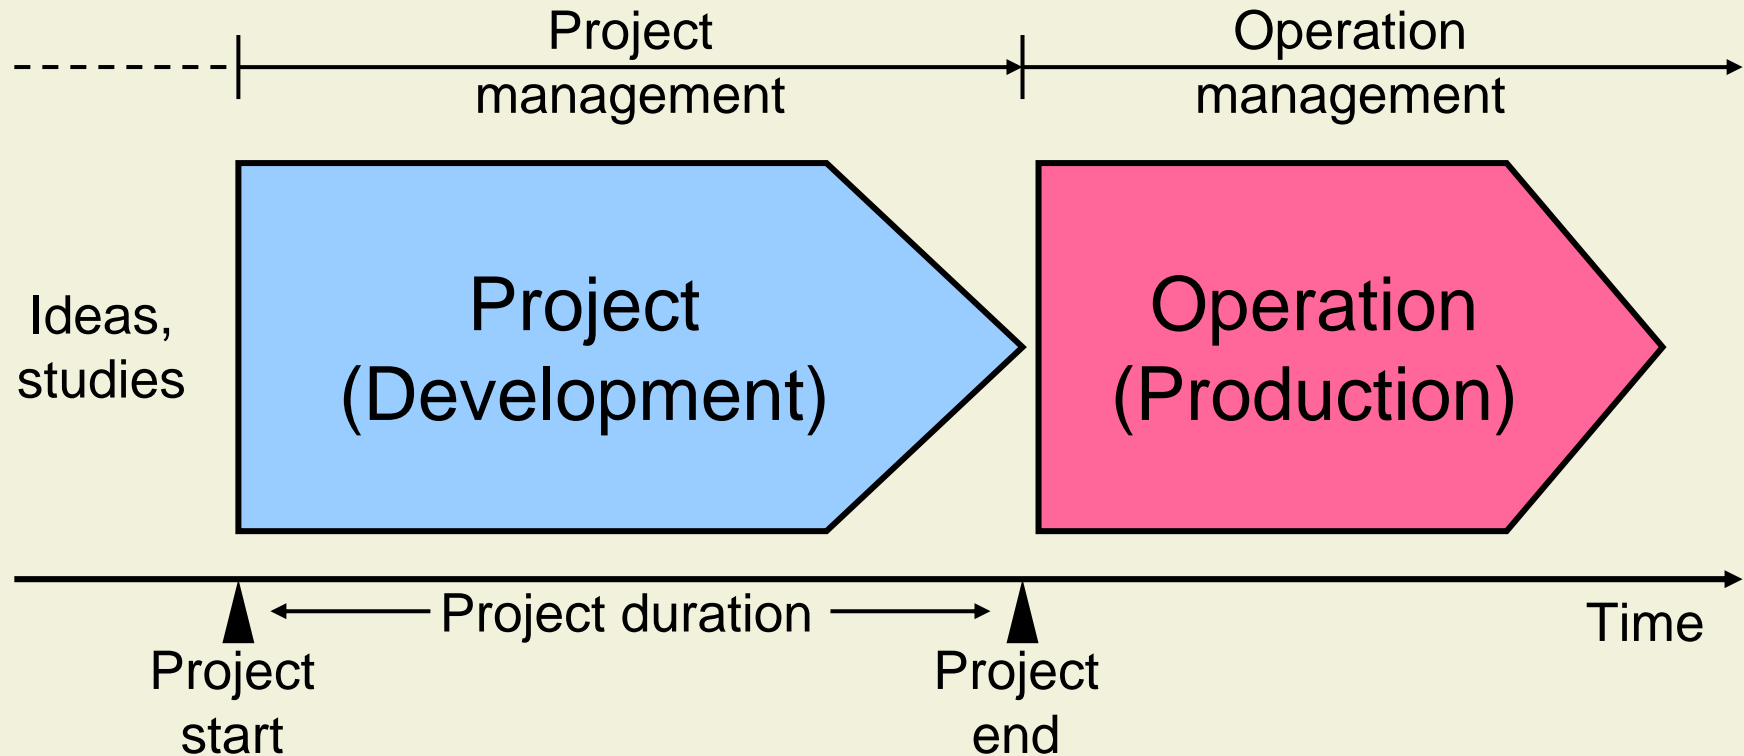 Project
management
Operation
management
Ideas,
studies
Project
(Development)
Operation
(Production)
Project duration
Time
Project
start
Project
end